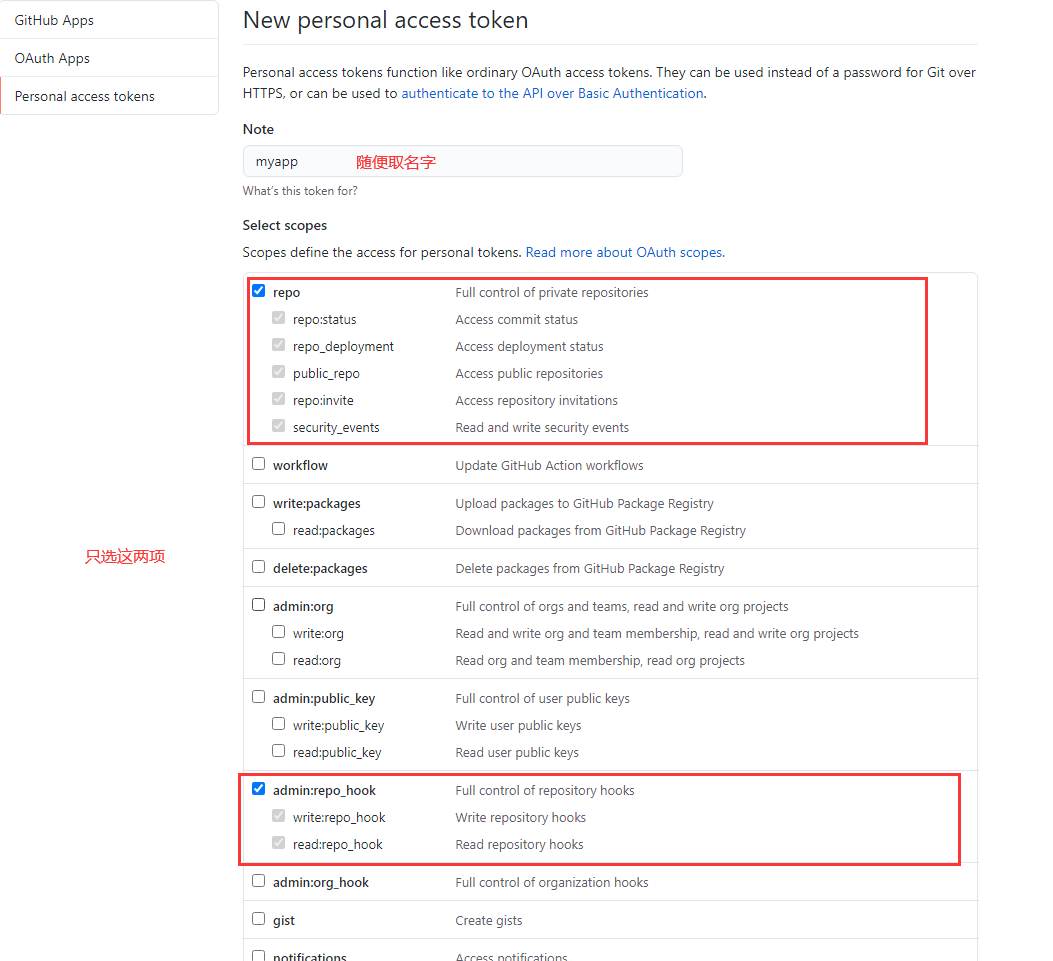 GitHub Apps
OAuth Apps
Personal access tokens
New personal access token
Personal access tokens function like ordinary OAuth access tokens. They can be used instead of a password for Git over
HTTPS, or can be used to authenticate to the API over Basic Authentication.
Note
myapp 随便取名字
What's this token for?
Select scopes
Scopes define the access for personal tokens. Read more about OAuth scopes.
repo Full control of private repositories
repo:status Access commit status
repo_deployment Access deployment status
public_repo Access public repositories
repo:invite Access repository invitations
security_events Read and write security events
workflow Update GitHub Action workflows
write:packages Upload packages to GitHub Package Registry
read:packages Download packages from GitHub Package Registry
只选这两项
delete:packages Delete packages from GitHub Package Registry
admin:org Full control of orgs and teams, read and write org projects
write:org Read and write org and team membership, read and write org projects
read:org Read org and team membership, read org projects
admin:public_key Full control of user public keys
write:public_key Write user public keys
read:public_key Read user public keys
admin:repo_hook Full control of repository hooks
write:repo_hook Write repository hooks
read:repo_hook Read repository hooks
admin:org_hook Full control of organization hooks
gist Create gists
notifications Access notifications